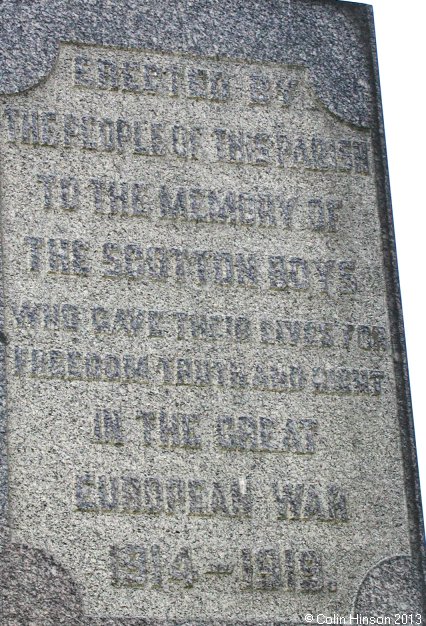 ERECTED BY
THE PEOPLE OF THIS PARISH
TO THE MEMORY OF
THE SCOTTON BOYS
WHO GAVE THEIR LIVES FOR
FREEDOM TRUTH AND RIGHT
IN THE GREAT
EUROPEAN WAR
1914-1919.
© Colin Hinson 2013